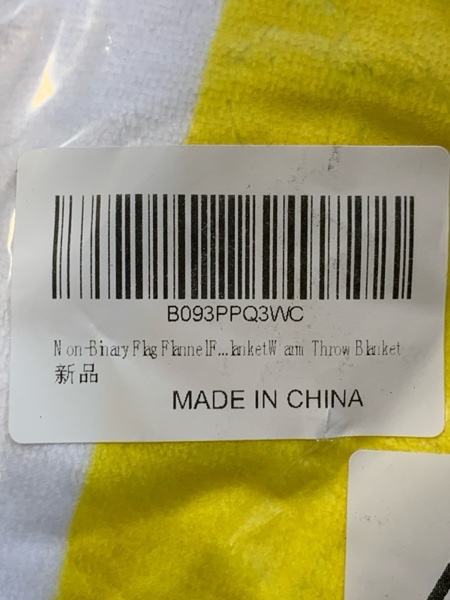 B093PPQ3WC
Non-Binary Flag Flannel F...lanket Warm Throw Blanket
新品
MADE IN CHINA